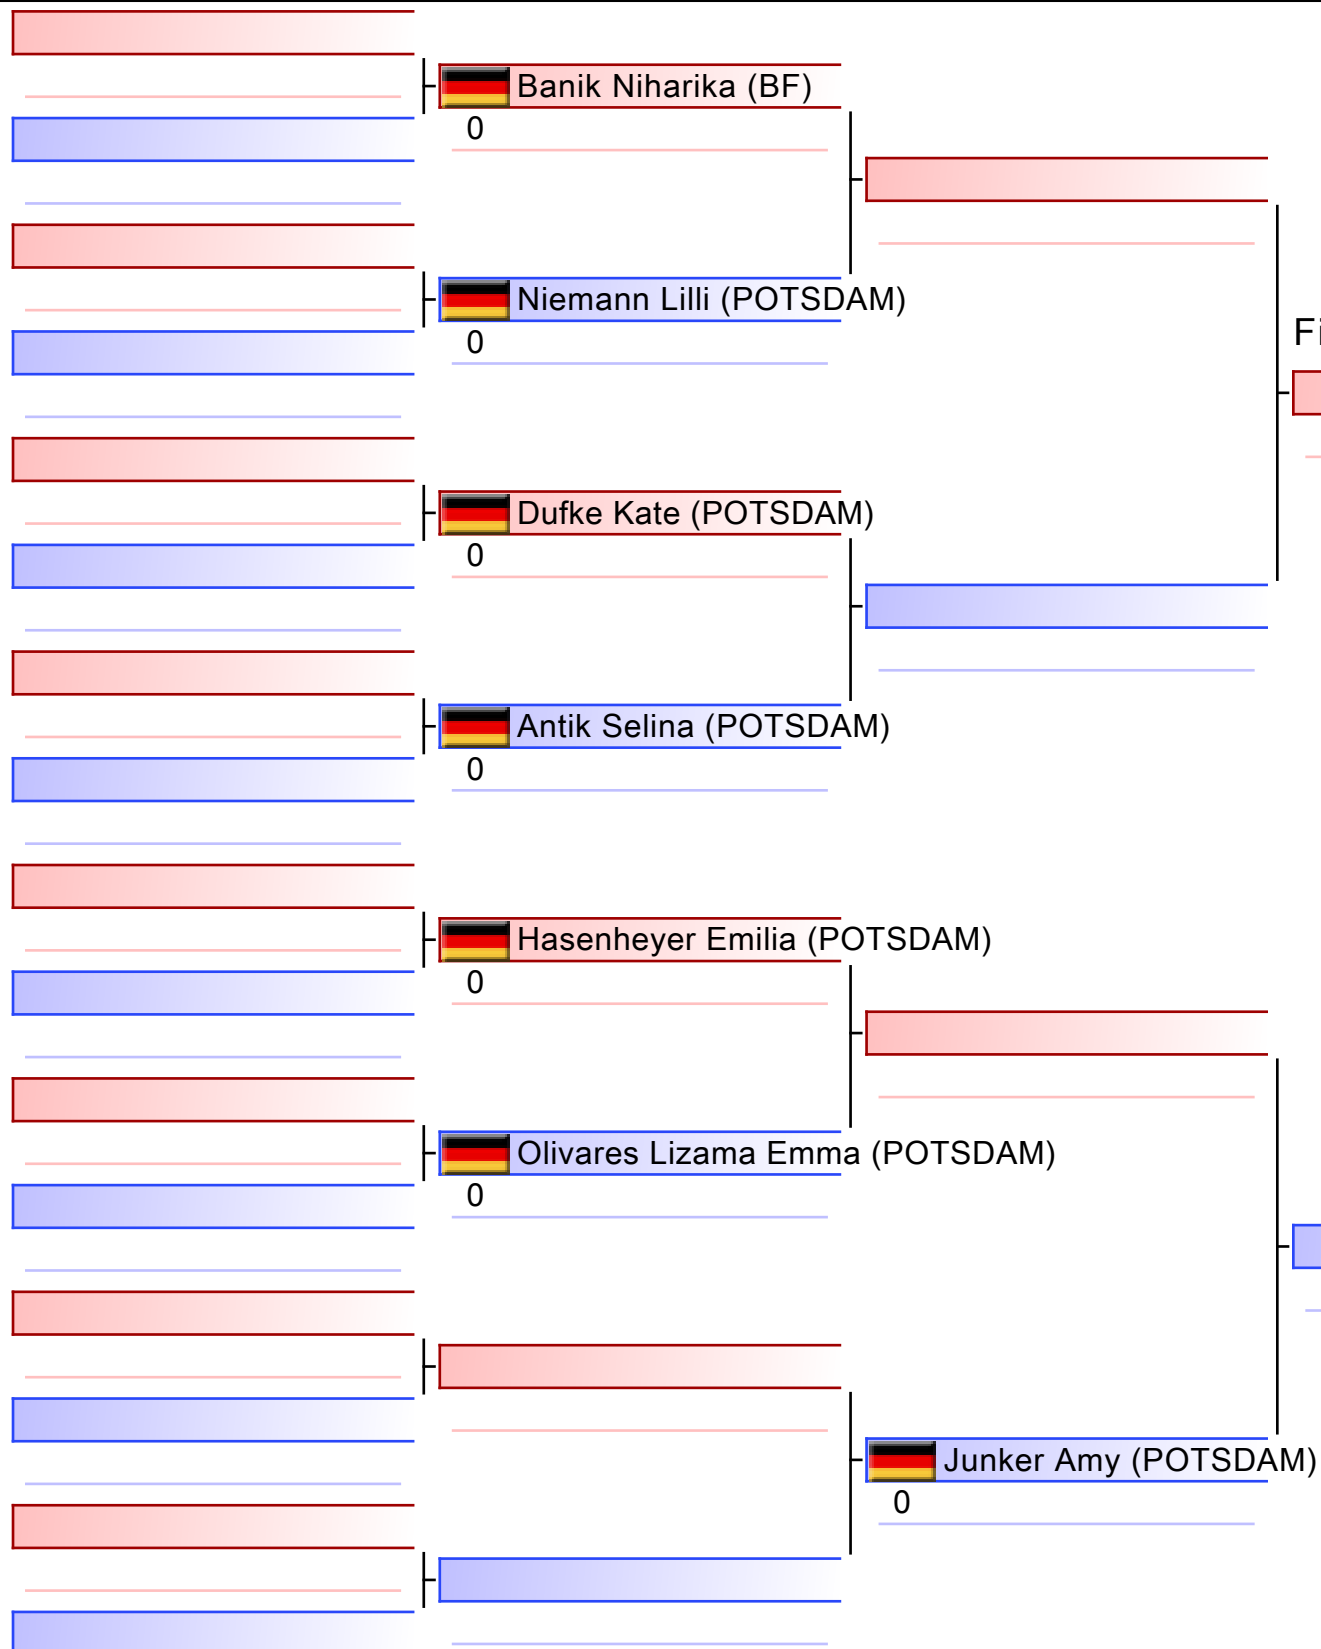 Banik Niharika (BF)
0
Niemann Lilli (POTSDAM)
0
Fi
Dufke Kate (POTSDAM)
0
Antik Selina (POTSDAM)
0
Hasenheyer Emilia (POTSDAM)
0
Olivares Lizama Emma (POTSDAM)
0
Junker Amy (POTSDAM)
0